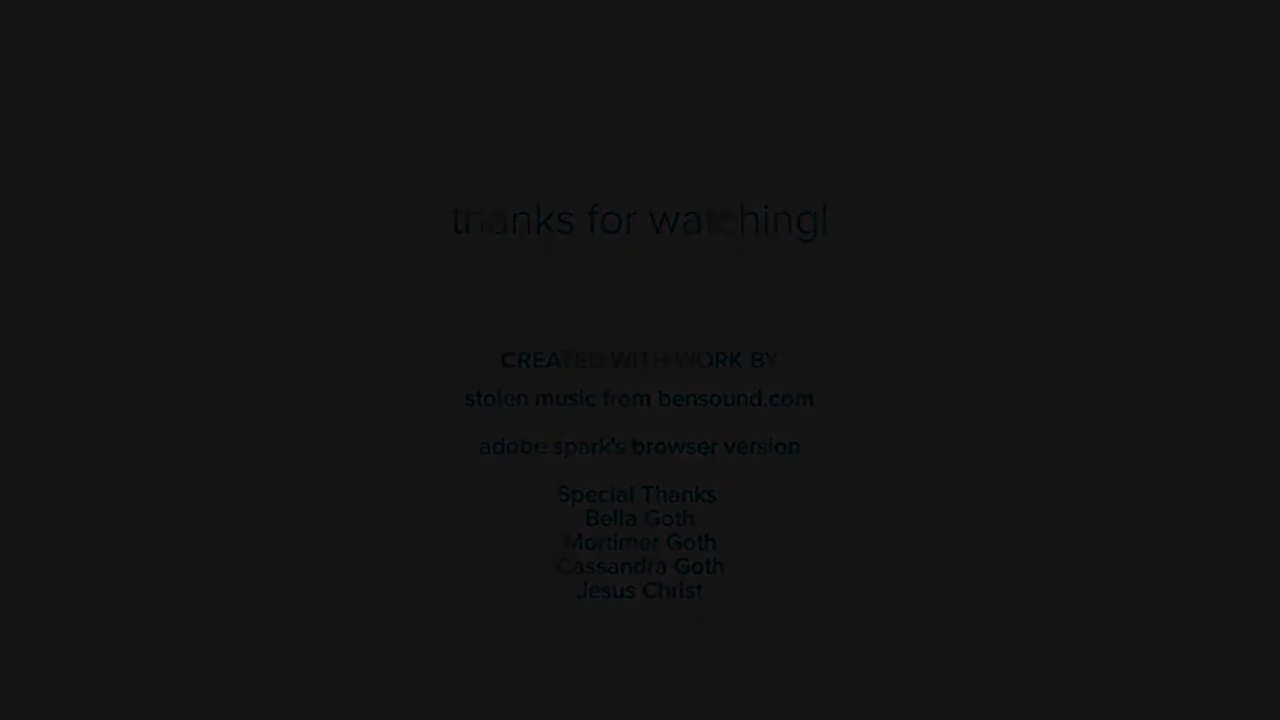 thanks for watching!
CREATED WITH WORK BY
stolen music from bensound.com
adobe spark's browser version
Special Thanks
Bella Goth
Mortimer Goth
Cassandra Goth
Jesus Christ